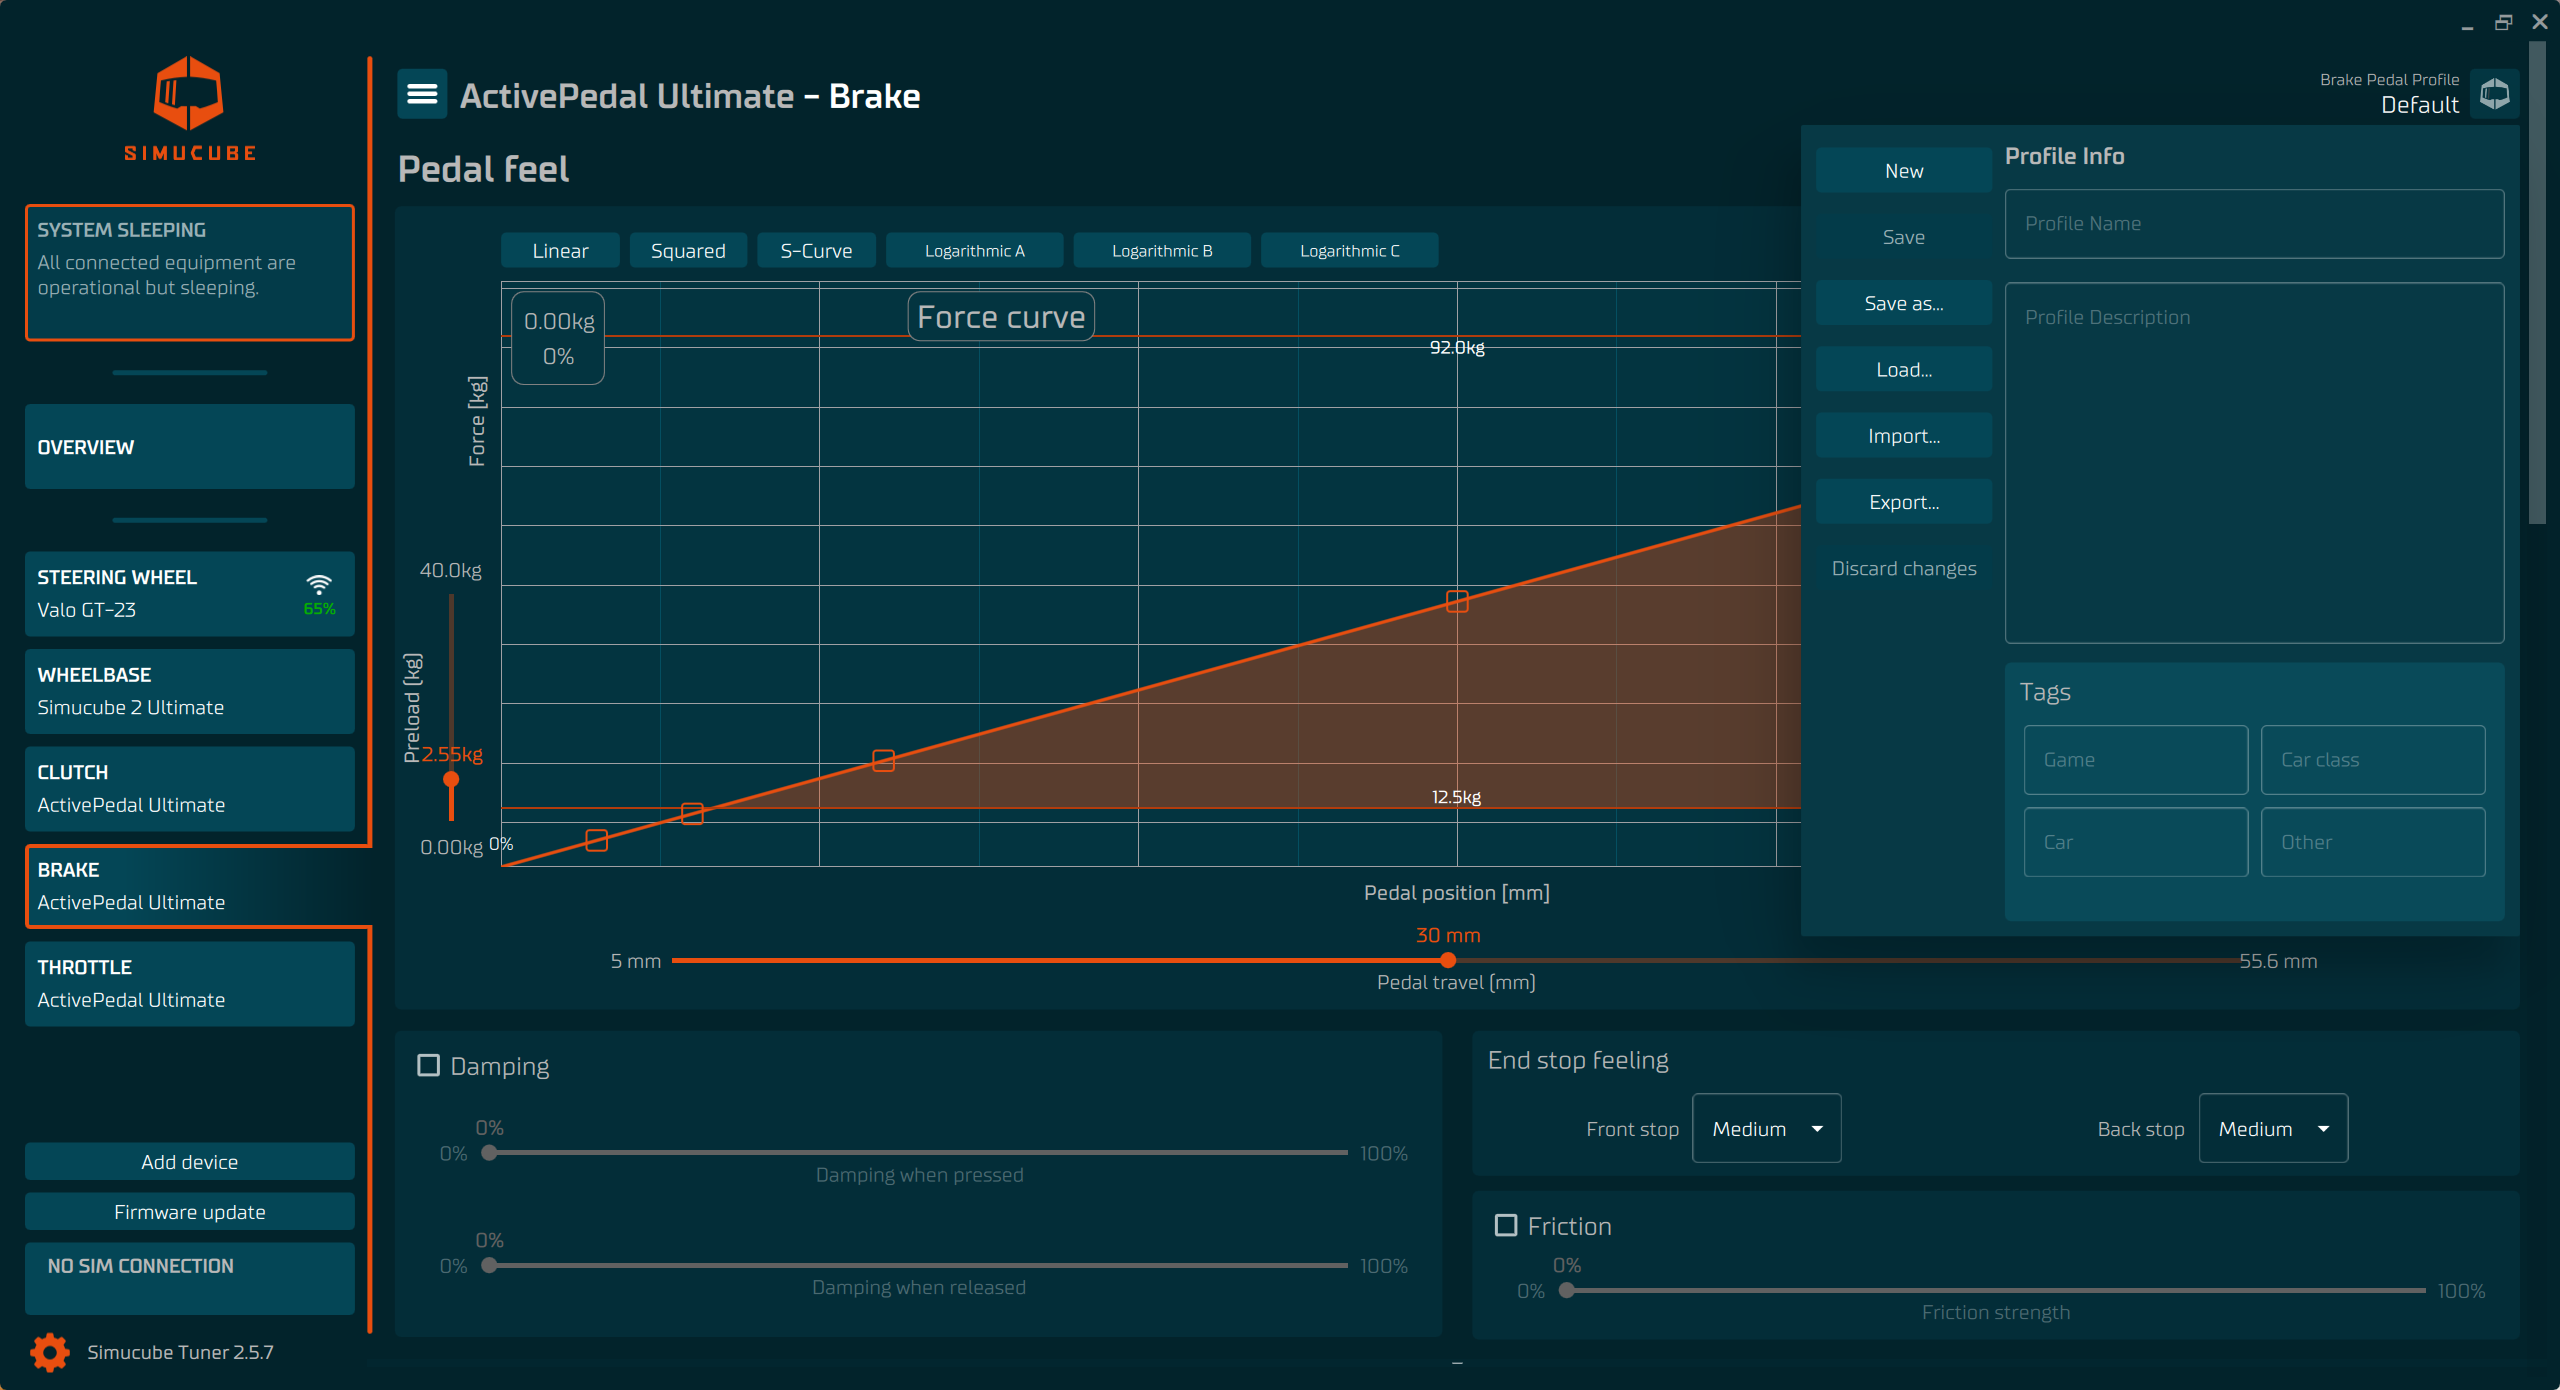 SIMUCUBE
SYSTEM SLEEPING
All connected equipment are
operational but sleeping.
OVERVIEW
STEERING WHEEL
Valo GT-23
65%
WHEELBASE
Simucube 2 Ultimate
CLUTCH
ActivePedal Ultimate
BRAKE
ActivePedal Ultimate
THROTTLE
ActivePedal Ultimate
Add device
Firmware update
NO SIM CONNECTION
Simucube Tuner 2.5.7
ActivePedal Ultimate - Brake
Brake Pedal Profile
Default
Pedal feel
Linear
Squared
S-Curve
Logarithmic A
Logarithmic B
Logarithmic C
0.00kg
0%
Force curve
92.0kg
Force [kg]
40.0kg
Preload [kg]
2.55kg
12.5kg
0.00kg
0%
Pedal position [mm]
30 mm
5 mm
55.6 mm
Pedal travel [mm]
New
Save
Save as...
Load...
Import...
Export...
Discard changes
Profile Info
Profile Name
Profile Description
Tags
Game
Car class
Car
Other
Damping
0%
0%
100%
Damping when pressed
0%
0%
100%
Damping when released
End stop feeling
Front stop
Medium
Back stop
Medium
Friction
0%
0%
100%
Friction strength